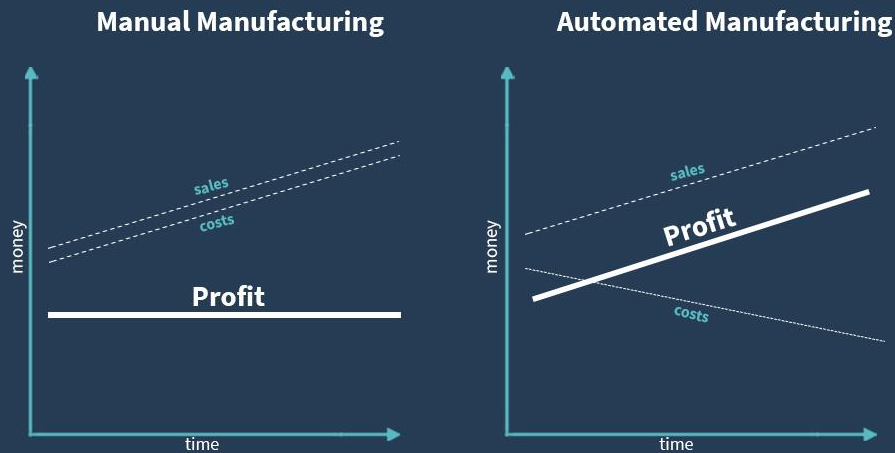 Manual Manufacturing
money
sales
costs
Profit
time
Automated Manufacturing
money
sales
Profit
costs
time